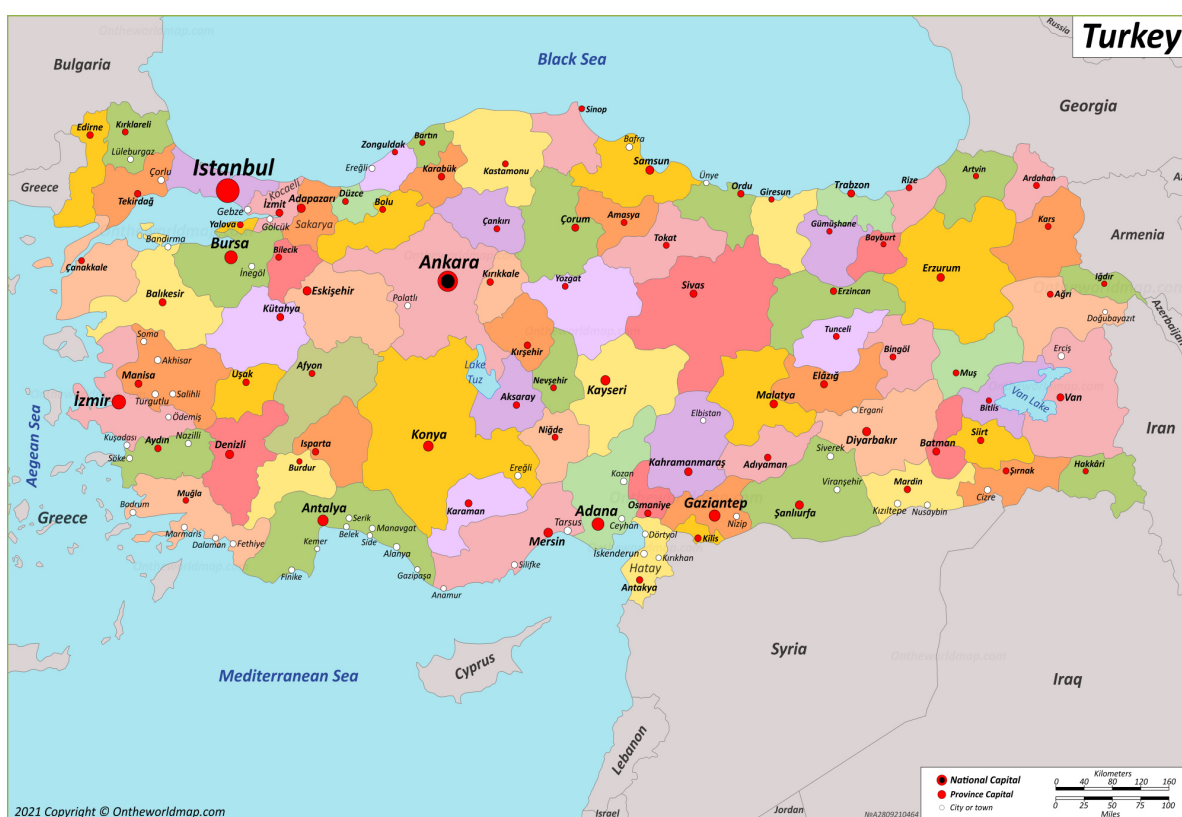 Turkey
Ontheworldmap.com
Russia
Black Sea
Bulgaria
Georgia
Sinop
Edirne
Kırklareli
Lüleburgaz
Bartın
Zonguldak
Ereğli
Karabük
Kastamonu
Bafra
Samsun
Ünye
Ordu
Giresun
Trabzon
Rize
Artvin
Ardahan
Greece
Çorlu
Tekirdağ
Istanbul
Kocaeli
Gebze
İzmit
Gölcük
Adapazarı
Sakarya
Düzce
Bolu
Çankırı
Çorum
Amasya
Tokat
Gümüşhane
Bayburt
Kars
Armenia
Yalova
Bandırma
Bursa
İnegöl
Bilecik
Çanakkale
Balıkesir
Eskişehir
Kütahya
Ankara
Polatlı
Kırıkkale
Yozgat
Sivas
Erzincan
Erzurum
Ağrı
Iğdır
Doğubayazıt
Azerbaijan
Soma
Akhisar
Manisa
Turgutlu
Salihli
İzmir
Ödemiş
Uşak
Afyon
Lake
Tuz
Kırşehir
Nevşehir
Aksaray
Kayseri
Tunceli
Bingöl
Elâzığ
Malatya
Muş
Erciş
Bitlis
Van Lake
Van
Iran
Aegean Sea
Kuşadası
Söke
Aydın
Nazilli
Denizli
Isparta
Burdur
Konya
Ereğli
Niğde
Elbistan
Ergani
Diyarbakır
Batman
Siirt
Şırnak
Hakkâri
Greece
Bodrum
Muğla
Marmaris
Dalaman
Fethiye
Antalya
Serik
Belek
Kemer
Finike
Side
Manavgat
Alanya
Gazipaşa
Anamur
Karaman
Silifke
Mersin
Tarsus
Adana
Kozan
Ceyhan
Osmaniye
Kahramanmaraş
Adıyaman
Siverek
Viranşehir
Mardin
Kızıltepe
Nusaybin
Cizre
Gaziantep
Nizip
Şanlıurfa
Kilis
Dörtyol
İskenderun
Kırıkhan
Hatay
Antakya
Mediterranean Sea
Cyprus
Syria
Iraq
Lebanon
Israel
Jordan
National Capital
Province Capital
City or town
Kilometers
0 40 80 120 160
0 25 50 75 100
Miles
2021 Copyright © Ontheworldmap.com